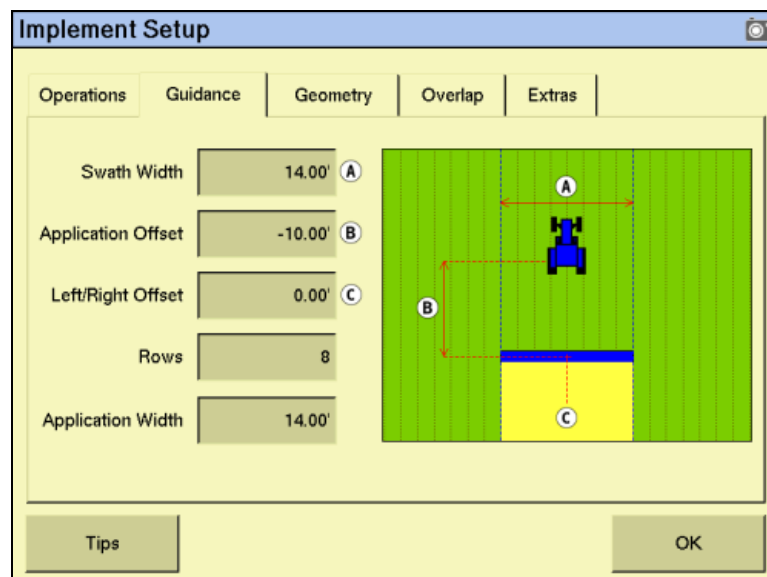 Implement Setup
Operations Guidance Geometry Overlap Extras
Swath Width 14.00' A
Application Offset -10.00' B
Left/Right Offset 0.00' C
Rows 8
Application Width 14.00'
A
B
C
Tips OK